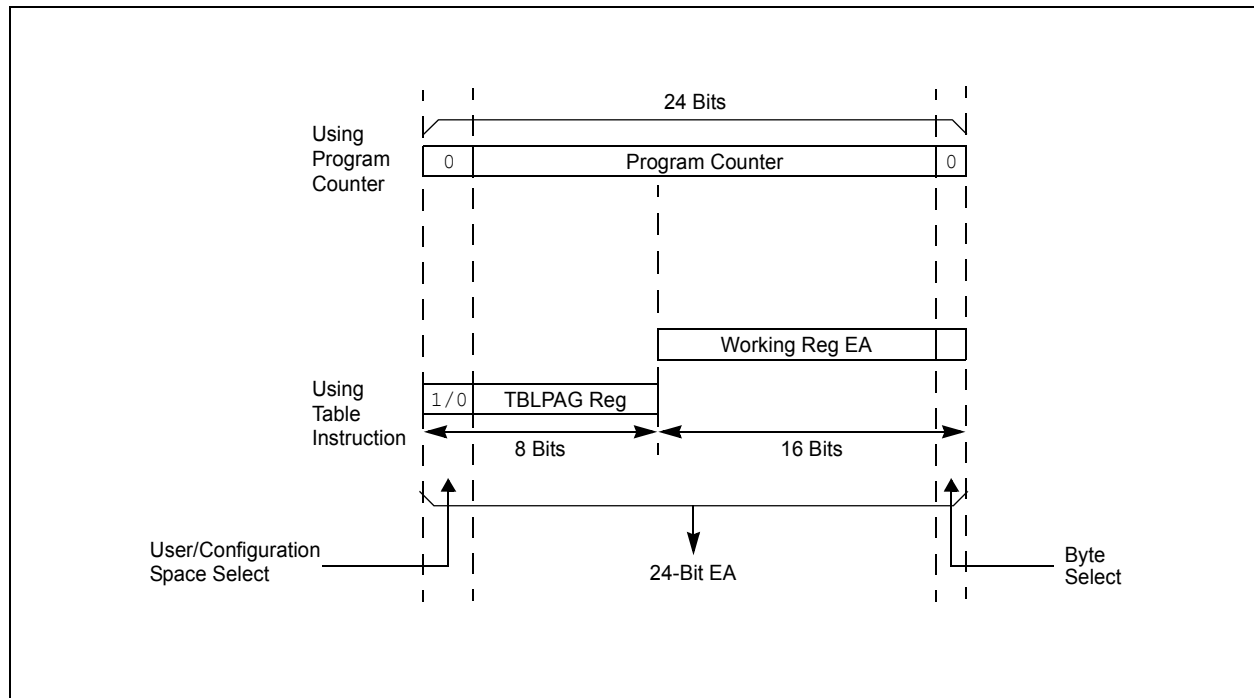 24 Bits
Using
Program
Counter
0
Program Counter
0
Working Reg EA
Using
Table
Instruction
1/0
TBLPAG Reg
8 Bits
16 Bits
User/Configuration
Space Select
24-Bit EA
Byte
Select